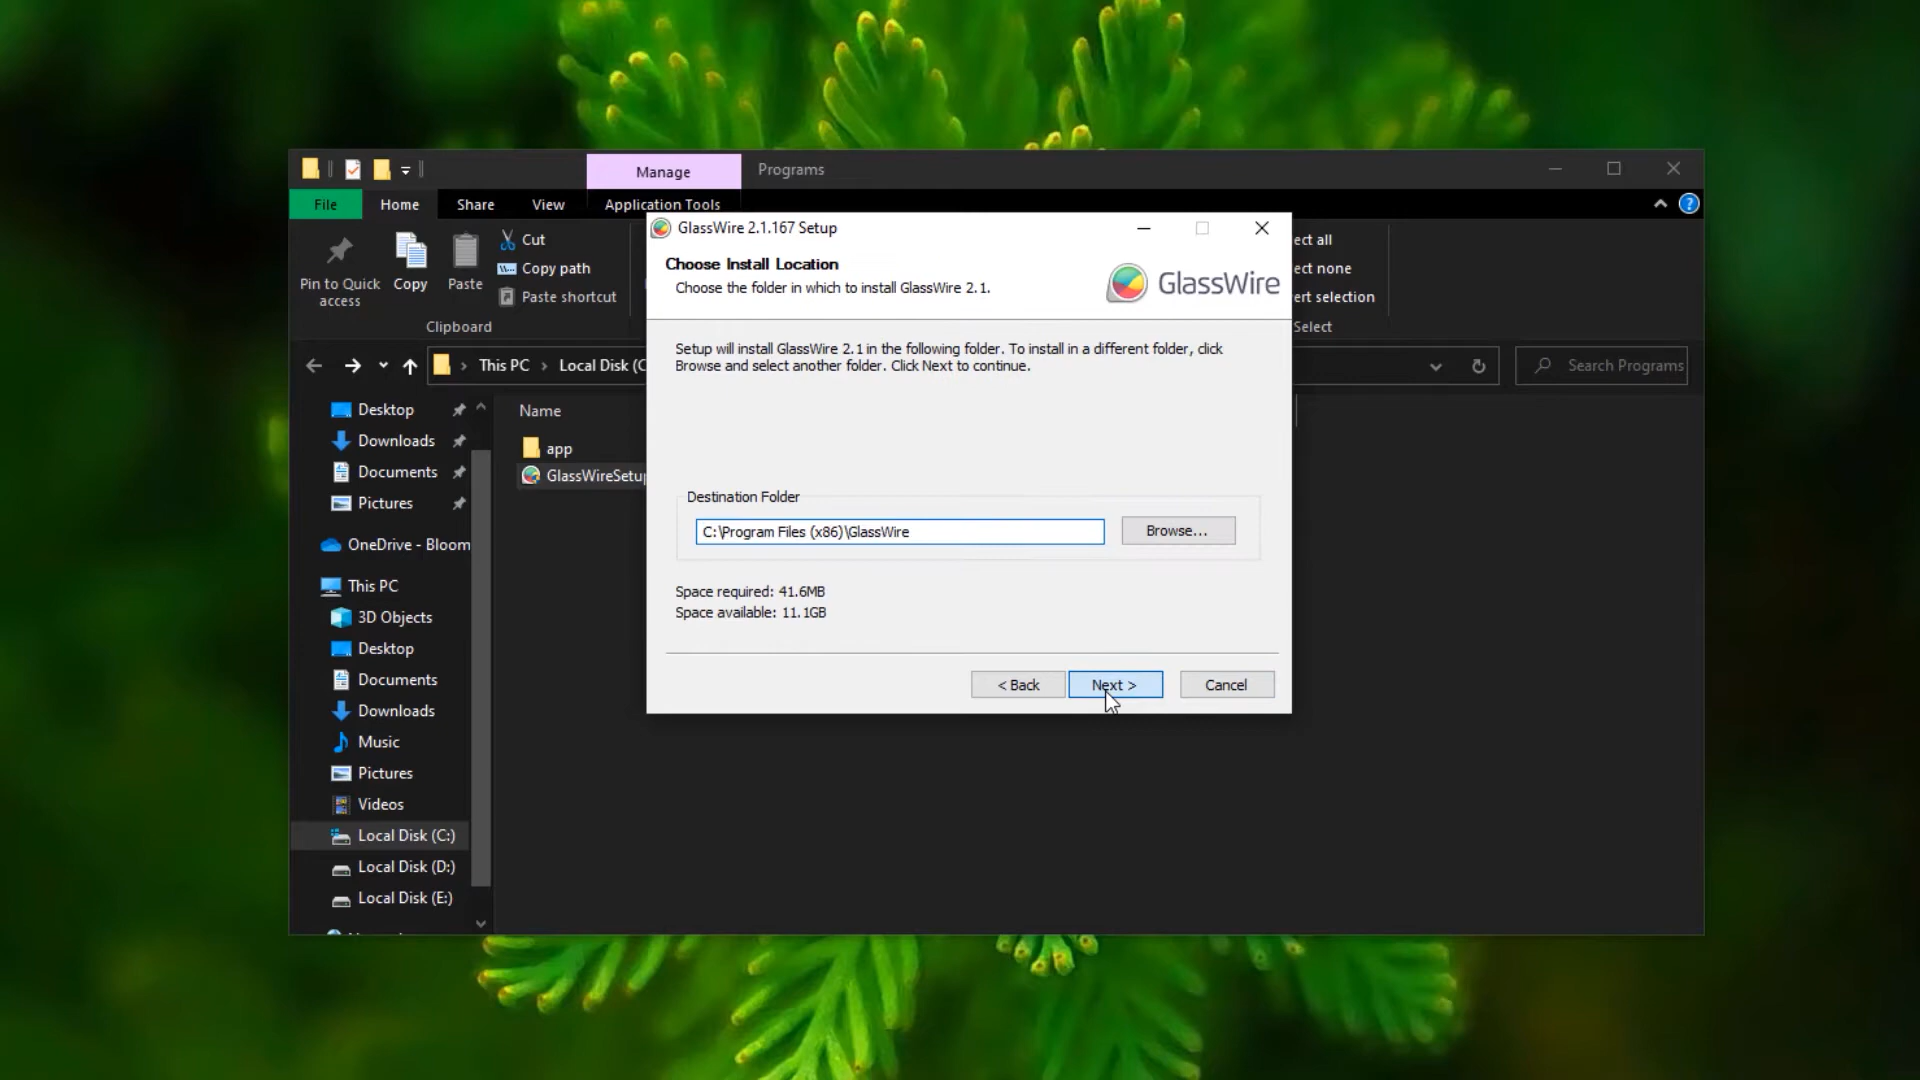 Manage
Programs
File
Home
Share
View
Application Tools
Pin to Quick
access
Copy
Paste
Cut
Copy path
Paste shortcut
Clipboard
ect all
ect none
ert selection
Select
This PC
Local Disk (C
Search Programs
Desktop
Downloads
Documents
Pictures
OneDrive - Bloom
This PC
3D Objects
Desktop
Documents
Downloads
Music
Pictures
Videos
Local Disk (C:)
Local Disk (D:)
Local Disk (E:)
Name
app
GlassWireSetup
GlassWire 2.1.167 Setup
Choose Install Location
Choose the folder in which to install GlassWire 2.1.
GlassWire
Setup will install GlassWire 2.1 in the following folder. To install in a different folder, click
Browse and select another folder. Click Next to continue.
Destination Folder
C:\Program Files (x86)\GlassWire
Browse...
Space required: 41.6MB
Space available: 11.1GB
< Back
Next >
Cancel